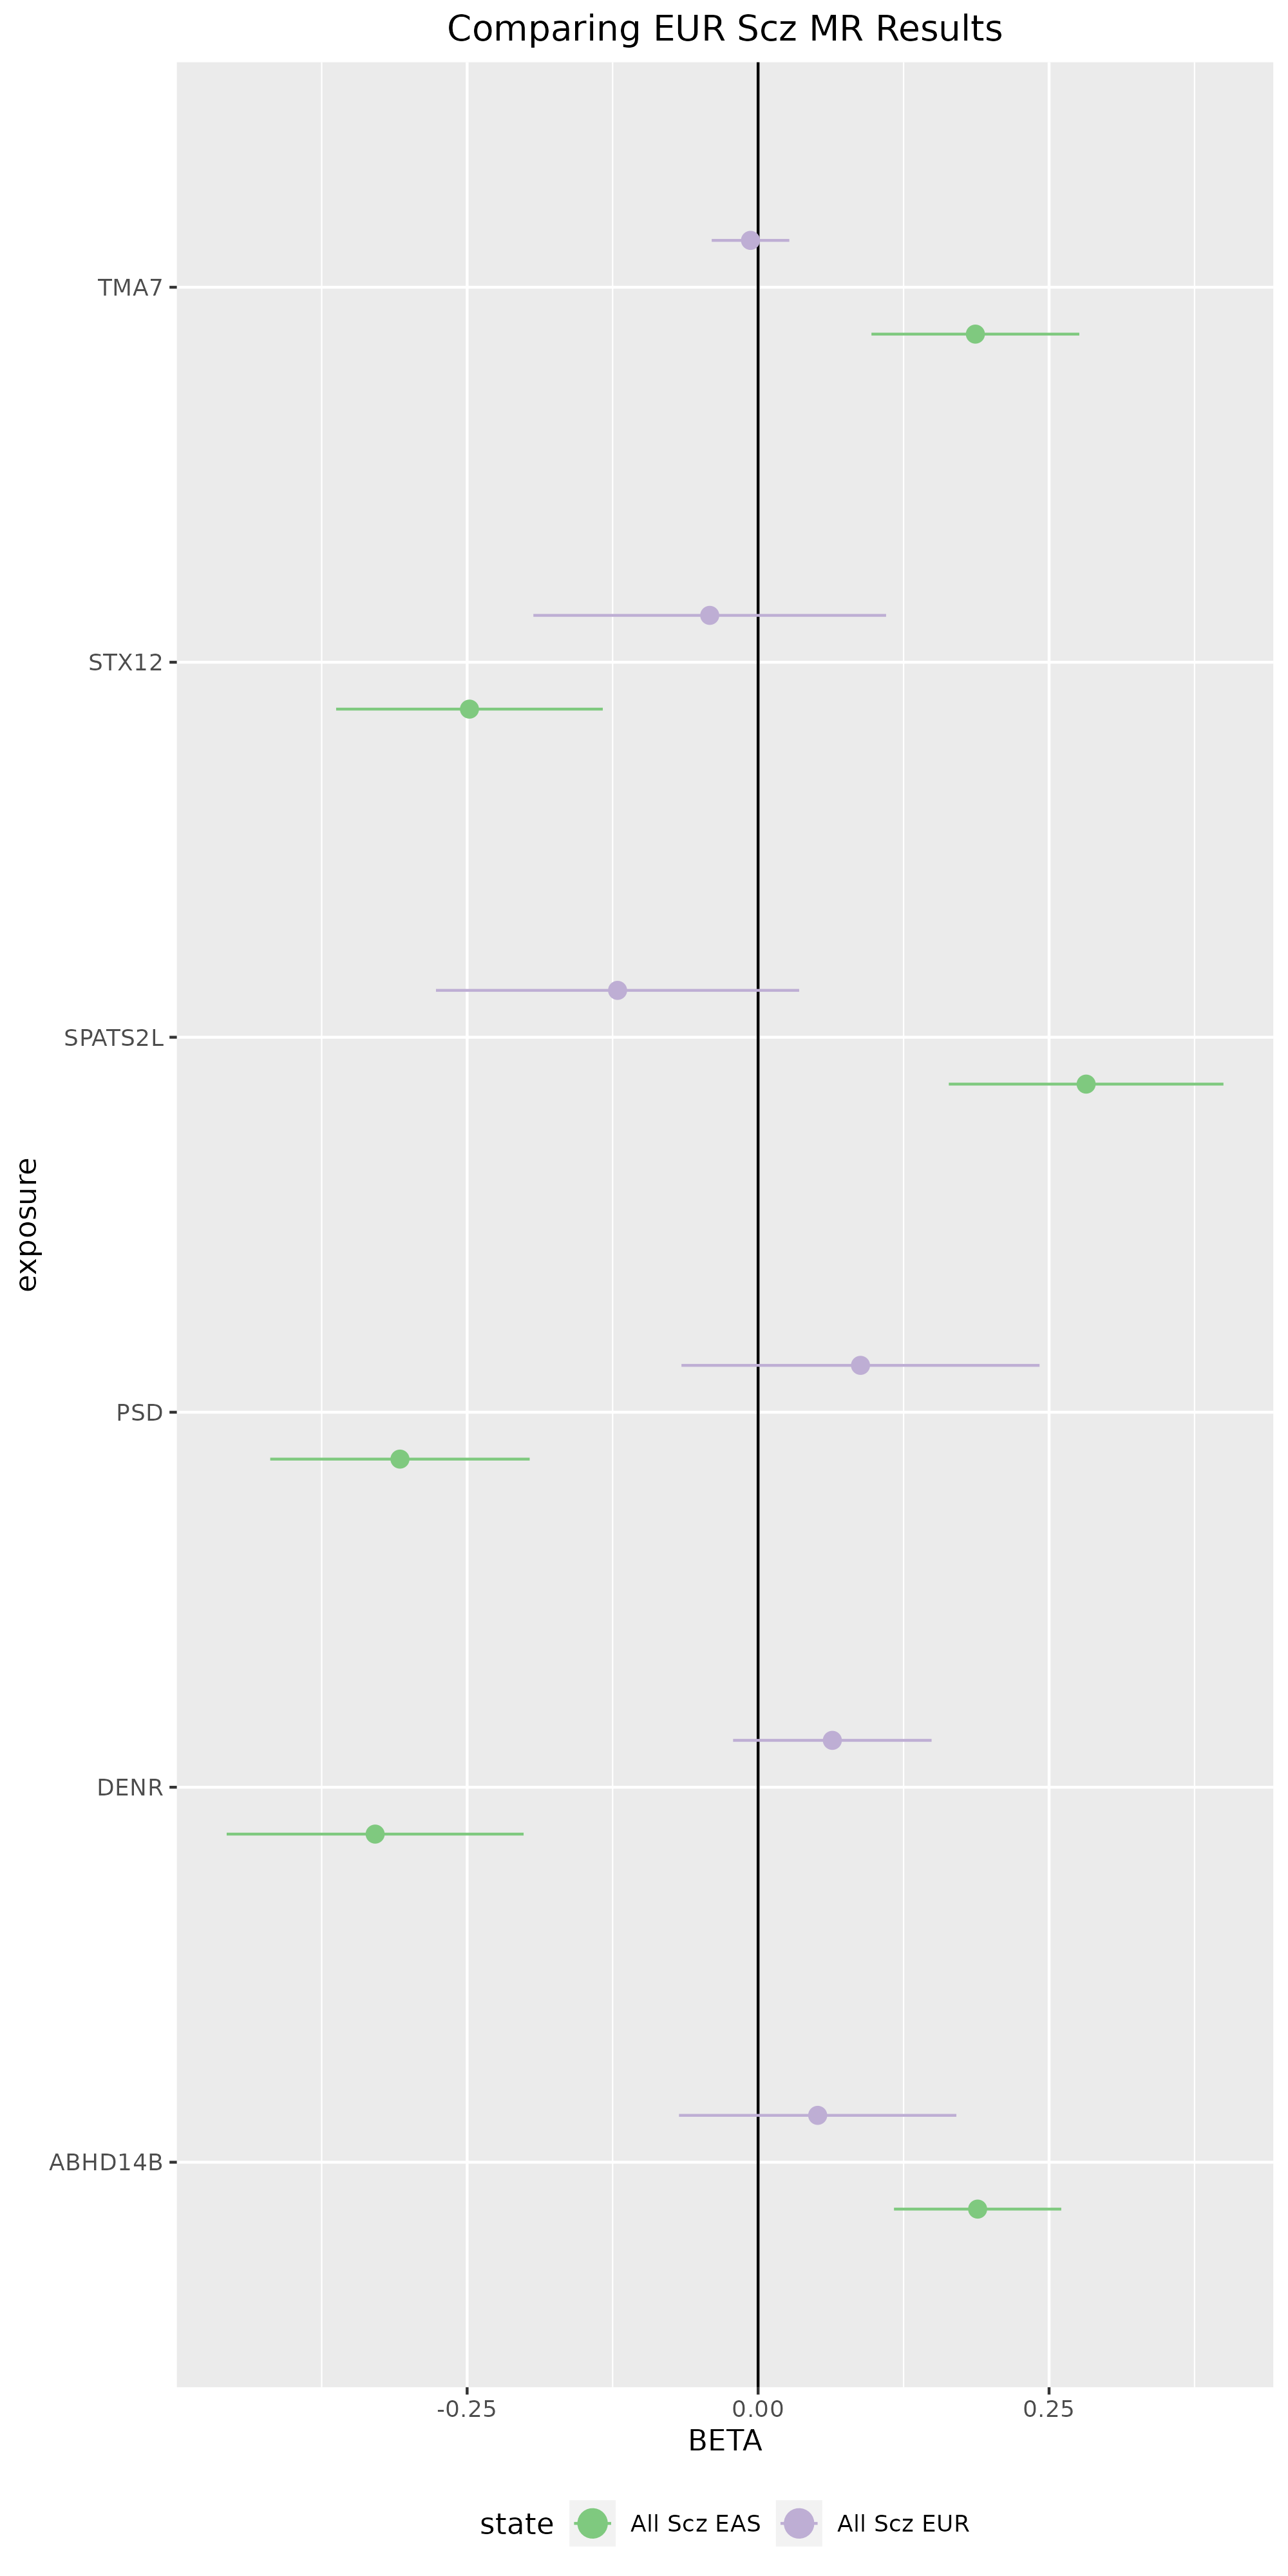 Comparing EUR Scz MR Results
TMA7
STX12
SPATS2L
exposure
PSD
DENR
ABHD14B
-0.25 0.00 0.25
BETA
state All Scz EAS All Scz EUR